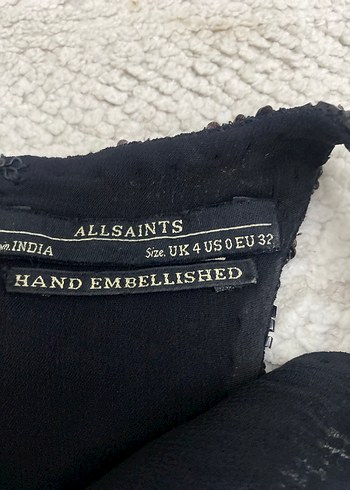 ALLSAINTS
in. INDIA Size. UK 4 US 0 EU 32
HAND EMBELLISHED